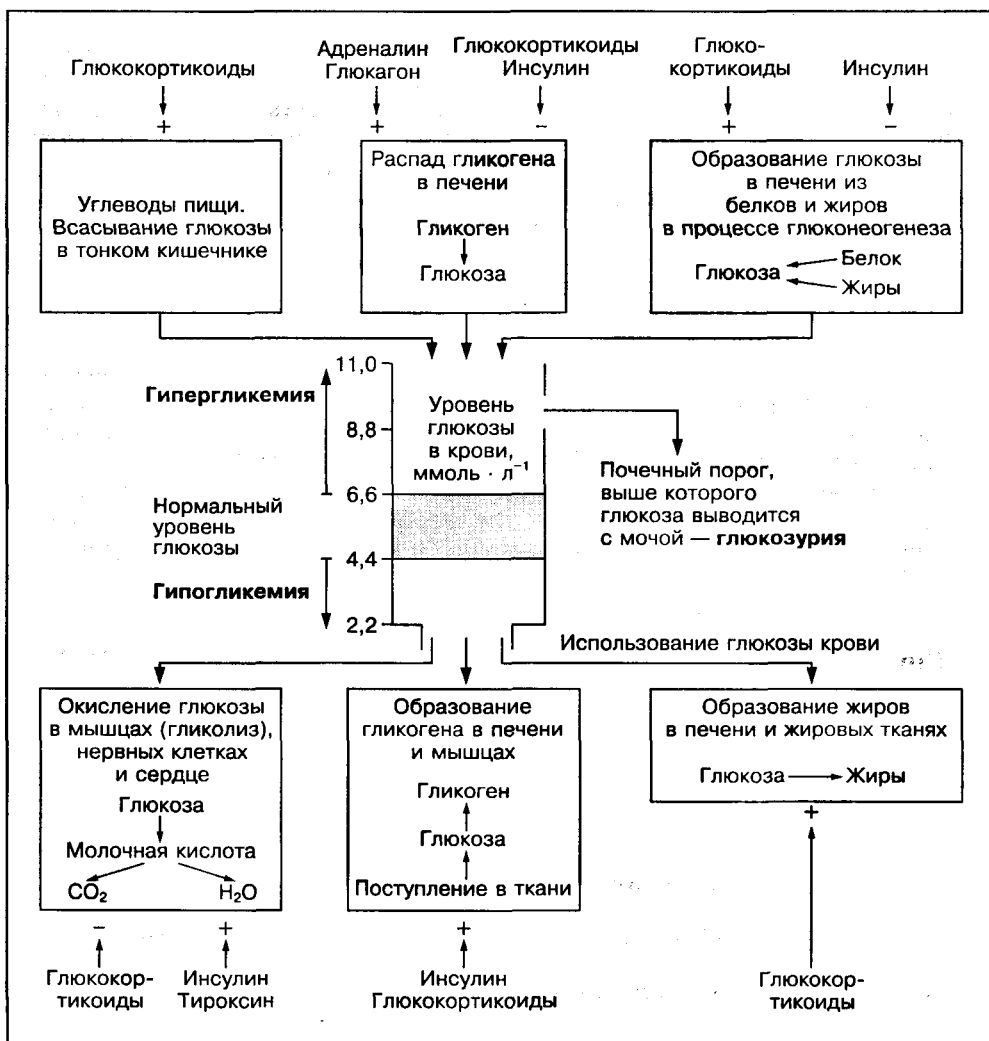 Глюкокортикоиды
Адреналин
Глюкагон
Глюкокортикоиды
Инсулин
Глюко-
кортикоиды
Инсулин
+
+
−
+
−
Углеводы пищи.
Всасывание глюкозы
в тонком кишечнике
Распад гликогена
в печени
Гликоген
Глюкоза
Образование глюкозы
в печени из
белков и жиров
в процессе глюконеогенеза
Глюкоза
Белок
Жиры
11,0
8,8
6,6
4,4
2,2
Гипергликемия
Нормальный
уровень
глюкозы
Гипогликемия
Уровень
глюкозы
в крови,
ммоль · л⁻¹
Почечный порог,
выше которого
глюкоза выводится
с мочой — глюкозурия
Использование глюкозы крови
Окисление глюкозы
в мышцах (гликолиз),
нервных клетках
и сердце
Глюкоза
Молочная кислота
CO₂ H₂O
Образование
гликогена в печени
и мышцах
Гликоген
Глюкоза
Поступление в ткани
Образование жиров
в печени и жировых тканях
Глюкоза Жиры
−
+
+
+
Глюкокор-
тикоиды
Инсулин
Тироксин
Инсулин
Глюкокортикоиды
Глюкокор-
тикоиды